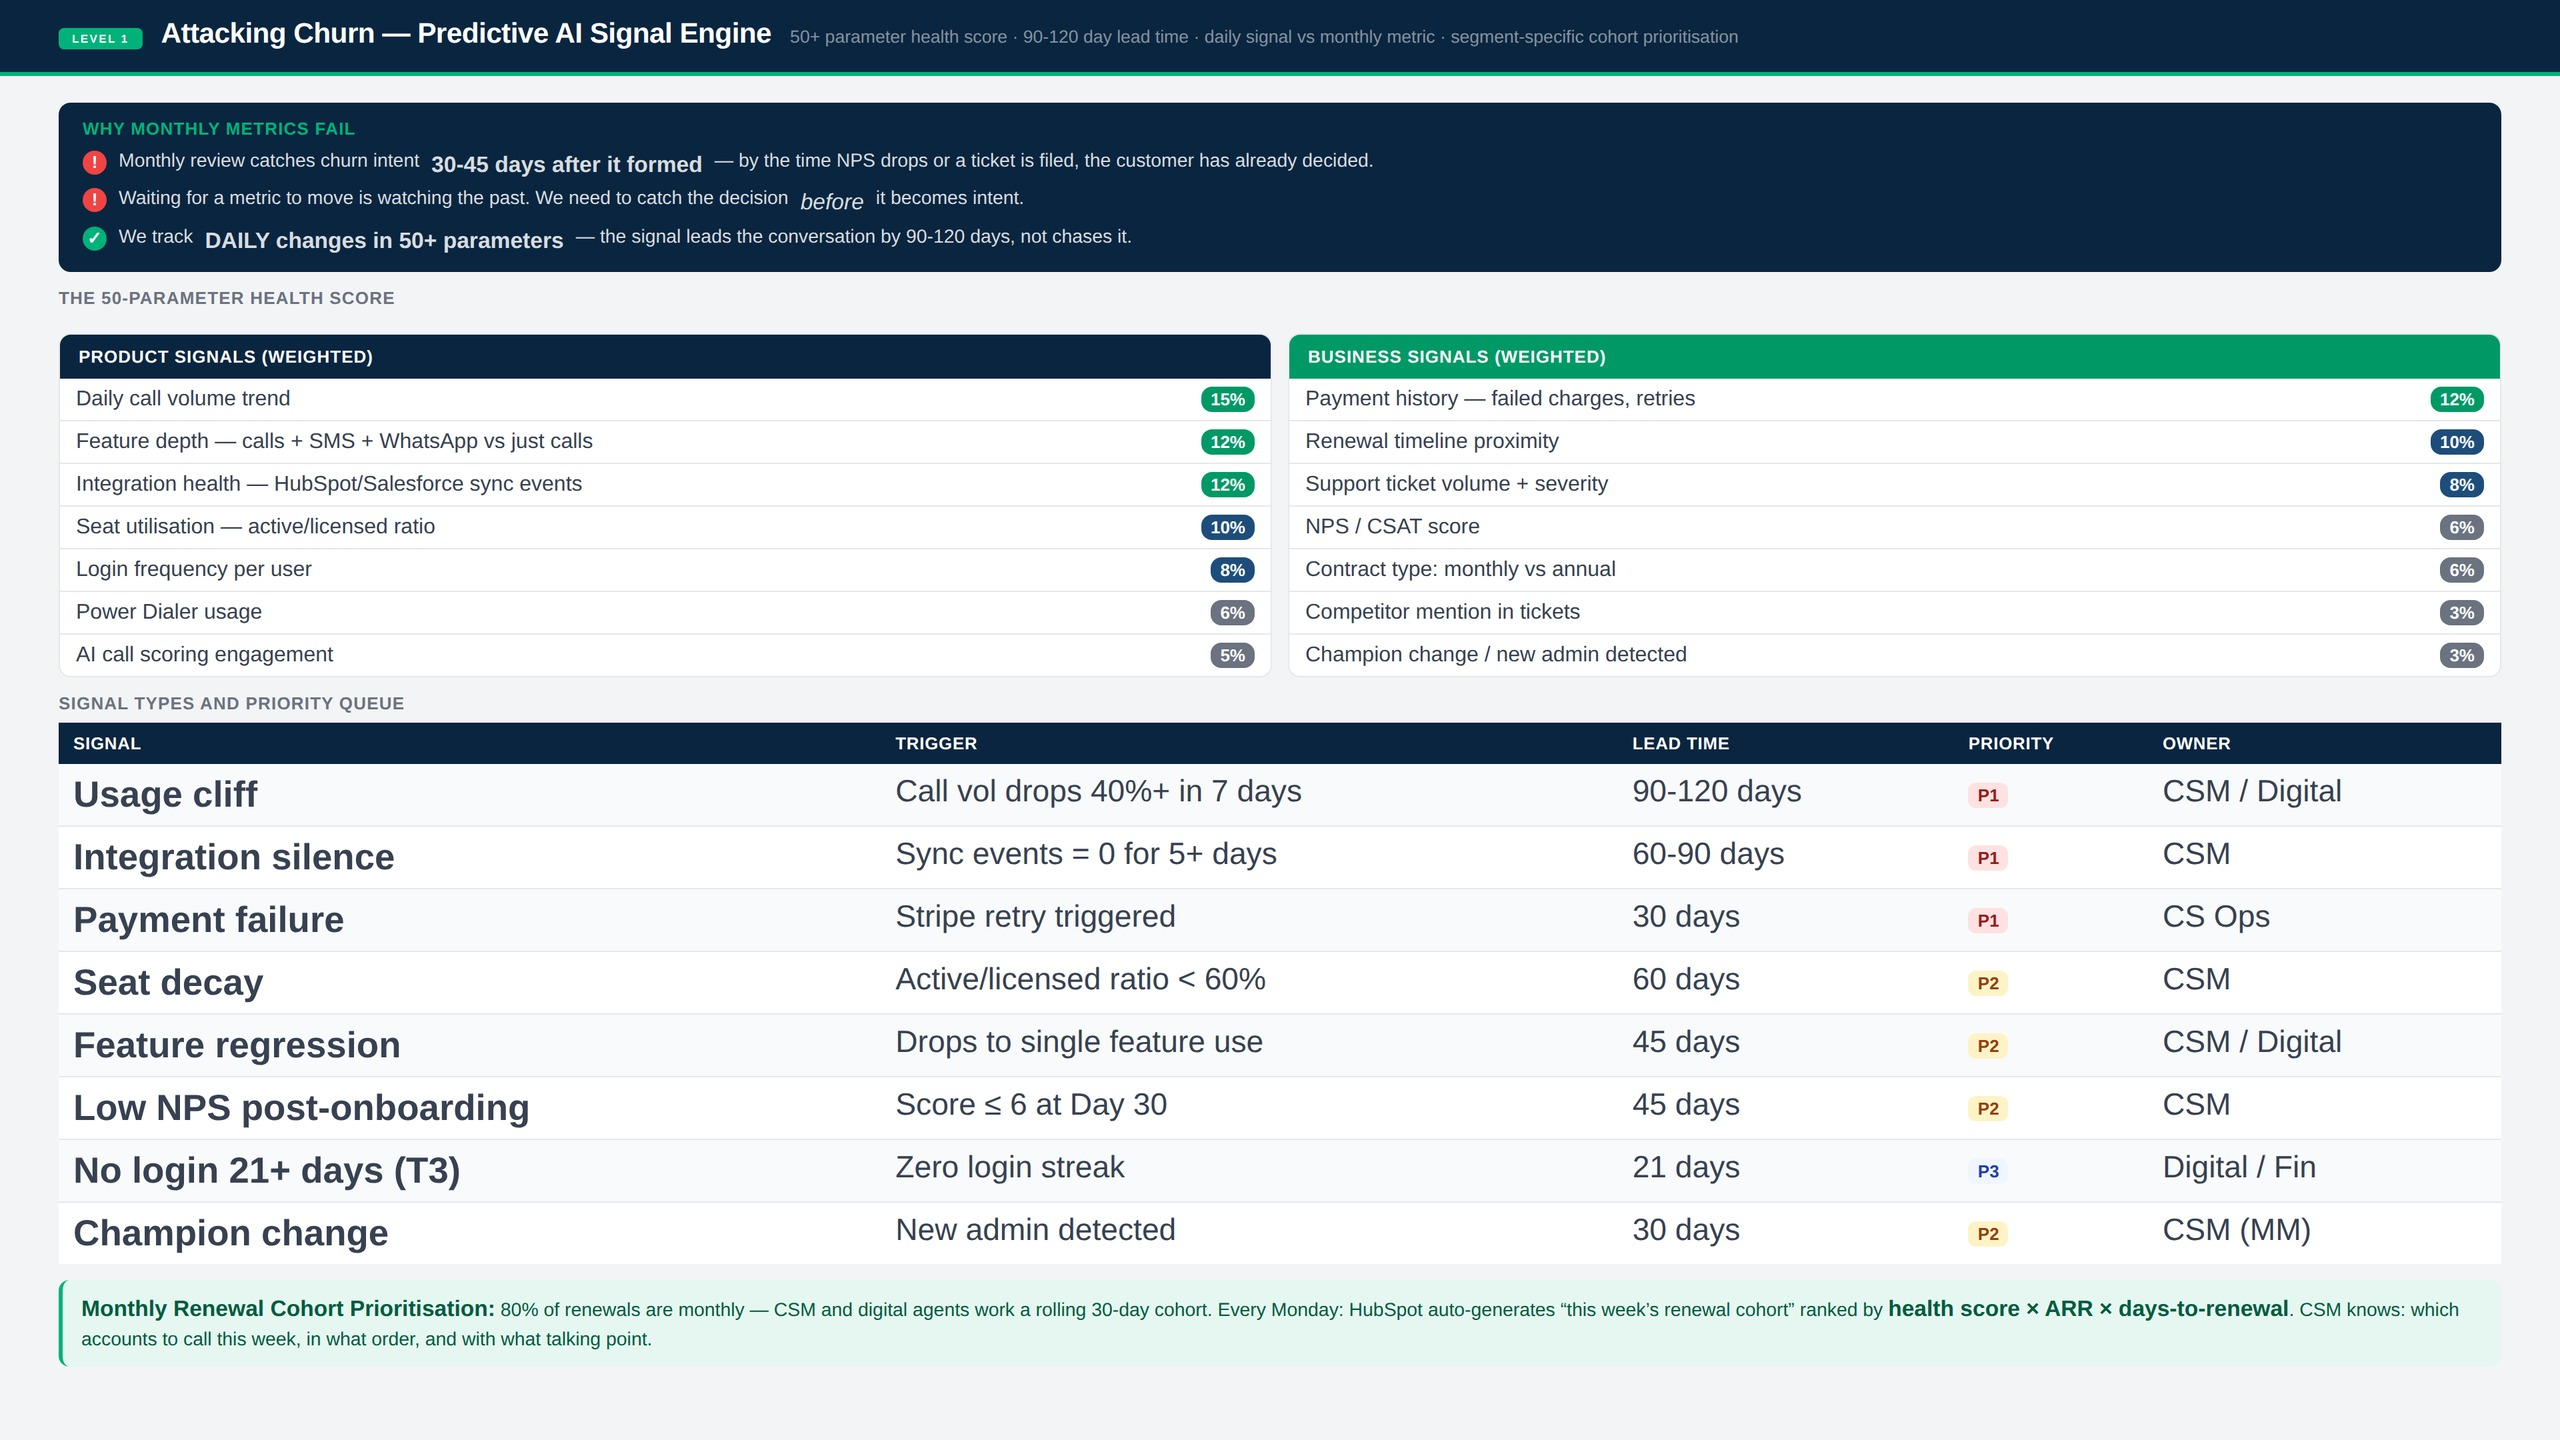 LEVEL 1 Attacking Churn — Predictive AI Signal Engine 50+ parameter health score · 90-120 day lead time · daily signal vs monthly metric · segment-specific cohort prioritisation
WHY MONTHLY METRICS FAIL
! Monthly review catches churn intent 30-45 days after it formed — by the time NPS drops or a ticket is filed, the customer has already decided.
! Waiting for a metric to move is watching the past. We need to catch the decision before it becomes intent.
✓ We track DAILY changes in 50+ parameters — the signal leads the conversation by 90-120 days, not chases it.
THE 50-PARAMETER HEALTH SCORE
PRODUCT SIGNALS (WEIGHTED)
Daily call volume trend 15%
Feature depth — calls + SMS + WhatsApp vs just calls 12%
Integration health — HubSpot/Salesforce sync events 12%
Seat utilisation — active/licensed ratio 10%
Login frequency per user 8%
Power Dialer usage 6%
AI call scoring engagement 5%
BUSINESS SIGNALS (WEIGHTED)
Payment history — failed charges, retries 12%
Renewal timeline proximity 10%
Support ticket volume + severity 8%
NPS / CSAT score 6%
Contract type: monthly vs annual 6%
Competitor mention in tickets 3%
Champion change / new admin detected 3%
SIGNAL TYPES AND PRIORITY QUEUE
SIGNAL TRIGGER LEAD TIME PRIORITY OWNER
Usage cliff Call vol drops 40%+ in 7 days 90-120 days P1 CSM / Digital
Integration silence Sync events = 0 for 5+ days 60-90 days P1 CSM
Payment failure Stripe retry triggered 30 days P1 CS Ops
Seat decay Active/licensed ratio < 60% 60 days P2 CSM
Feature regression Drops to single feature use 45 days P2 CSM / Digital
Low NPS post-onboarding Score ≤ 6 at Day 30 45 days P2 CSM
No login 21+ days (T3) Zero login streak 21 days P3 Digital / Fin
Champion change New admin detected 30 days P2 CSM (MM)
Monthly Renewal Cohort Prioritisation: 80% of renewals are monthly — CSM and digital agents work a rolling 30-day cohort. Every Monday: HubSpot auto-generates “this week’s renewal cohort” ranked by health score × ARR × days-to-renewal. CSM knows: which
accounts to call this week, in what order, and with what talking point.